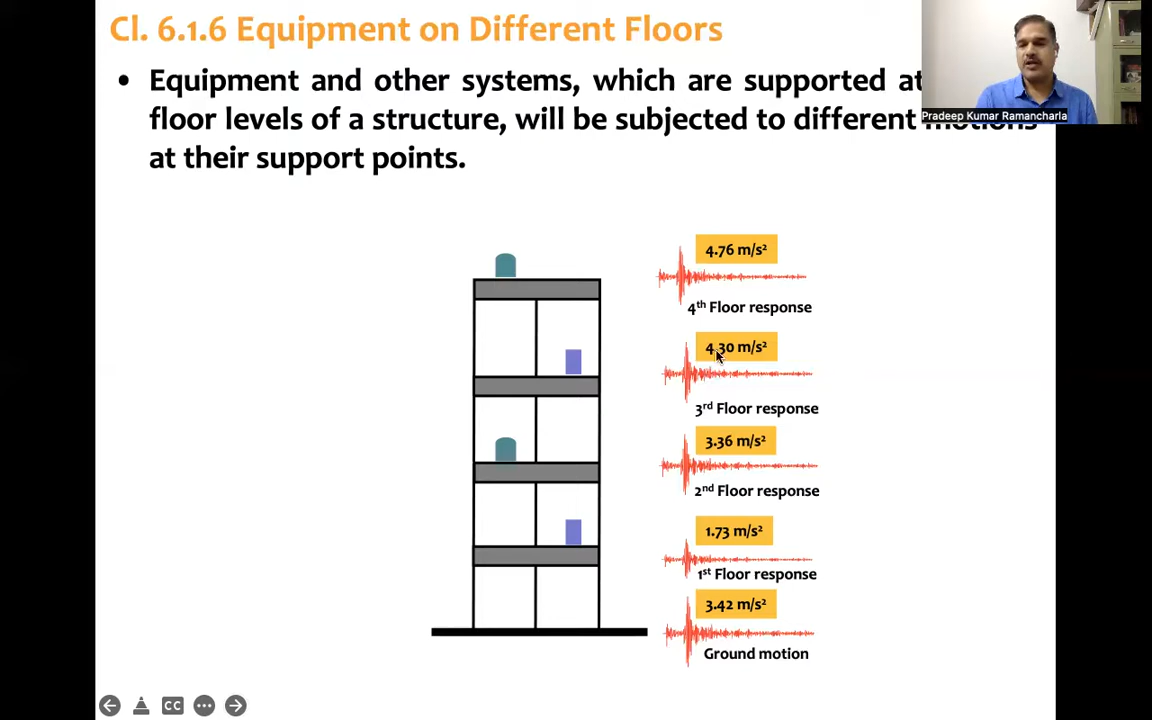 Cl. 6.1.6 Equipment on Different Floors
• Equipment and other systems, which are supported at
floor levels of a structure, will be subjected to different motions
at their support points.
Pradeep Kumar Ramancharla
4.76 m/s²
4th Floor response
4.30 m/s²
3rd Floor response
3.36 m/s²
2nd Floor response
1.73 m/s²
1st Floor response
3.42 m/s²
Ground motion
CC